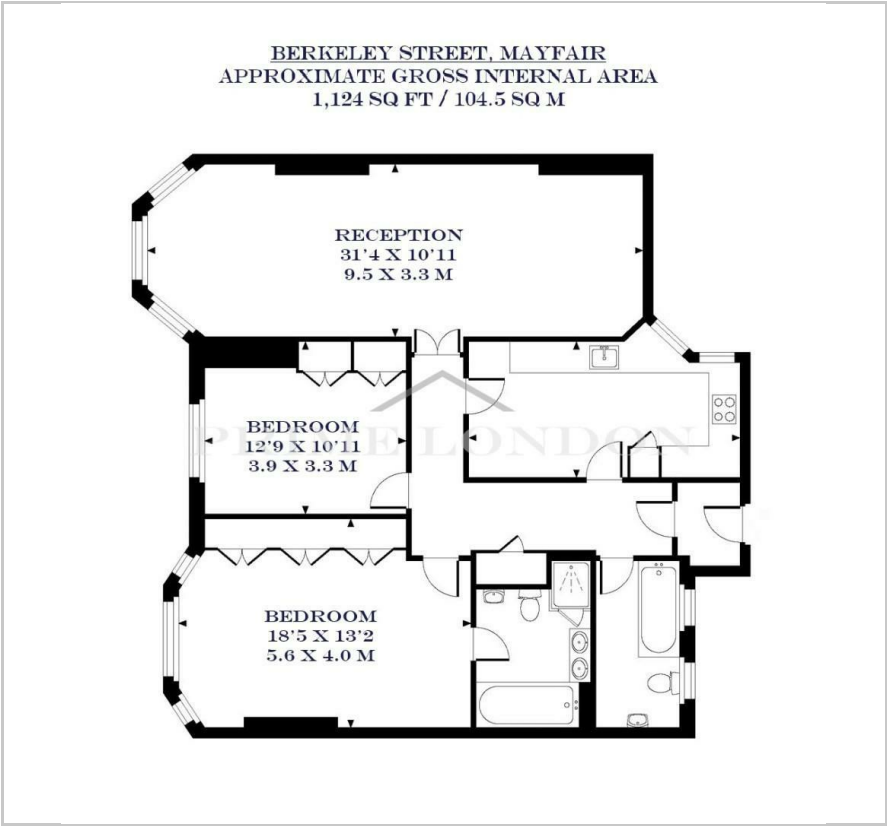 BERKELEY STREET, MAYFAIR
APPROXIMATE GROSS INTERNAL AREA
1,124 SQ FT / 104.5 SQ M
RECEPTION
31'4 X 10'11
9.5 X 3.3 M
BEDROOM
12'9 X 10'11
3.9 X 3.3 M
PRIME LONDON
BEDROOM
18'5 X 13'2
5.6 X 4.0 M